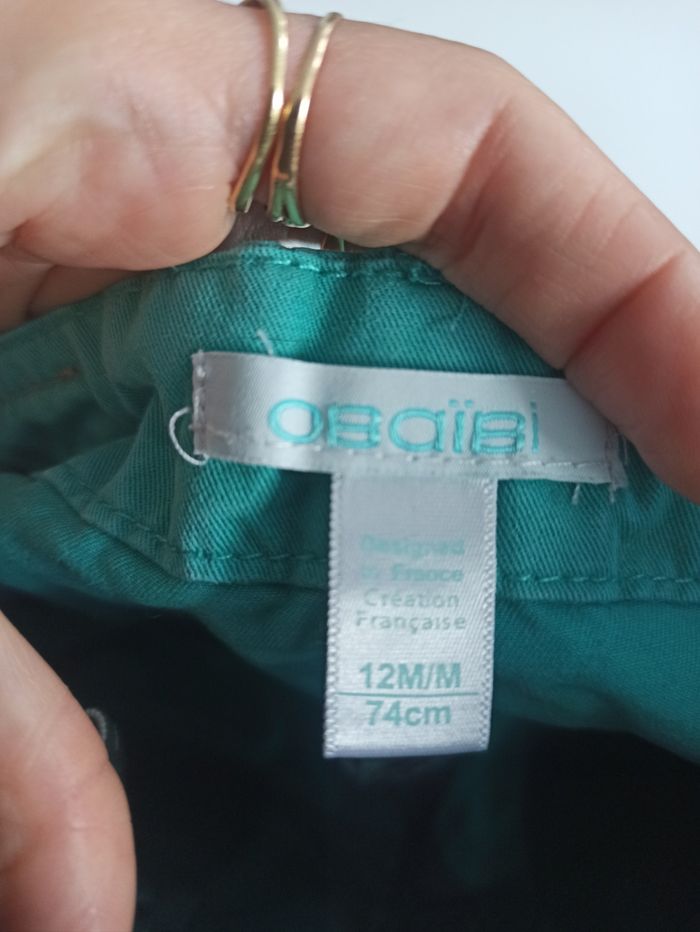 OBaïBi
Designed
in France
Création
Française
12M/M
74cm